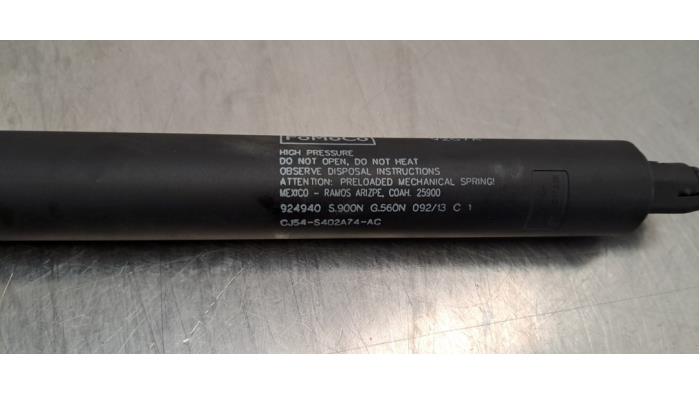 FoMoCo
HIGH PRESSURE
DO NOT OPEN, DO NOT HEAT
OBSERVE DISPOSAL INSTRUCTIONS
ATTENTION: PRELOADED MECHANICAL SPRING!
MEXICO - RAMOS ARIZPE, COAH. 25900
924940 S.900N G.560N 092/13 C 1
CJ54-S402A74-AC